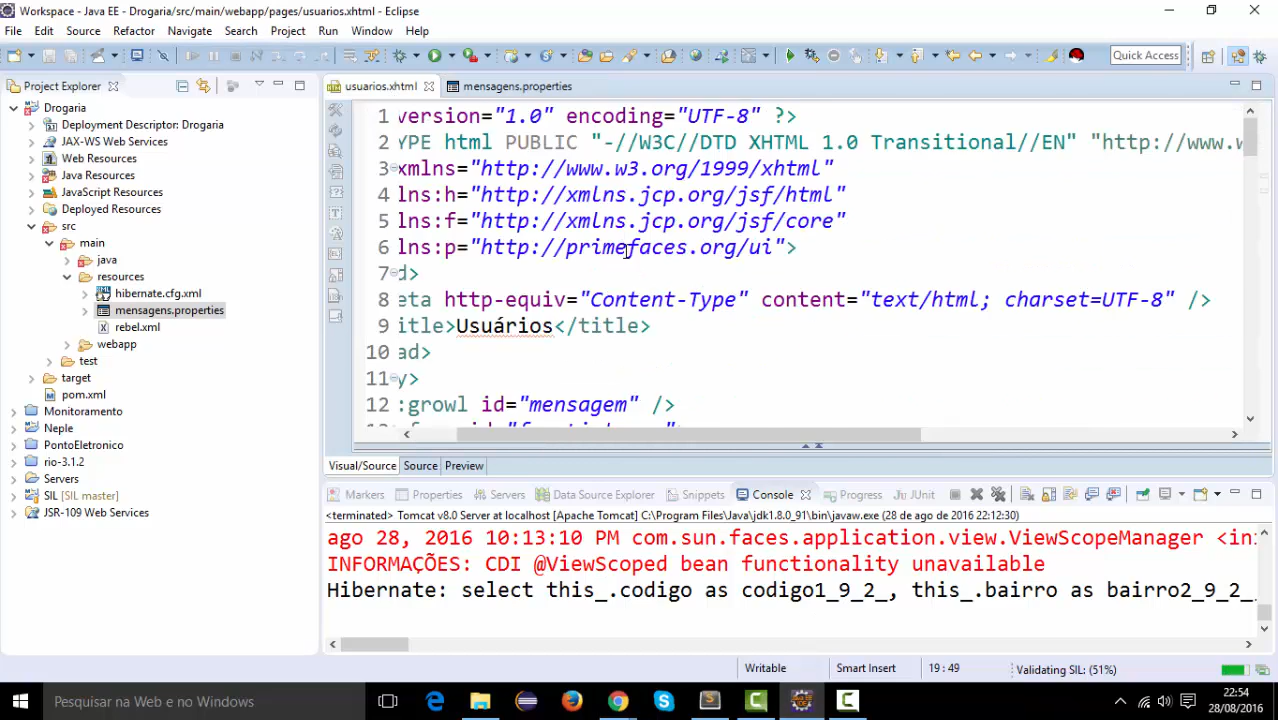 Workspace - Java EE - Drogaria/src/main/webapp/pages/usuarios.xhtml - Eclipse
File Edit Source Refactor Navigate Search Project Run Window Help
Quick Access
Project Explorer
usuarios.xhtml
mensagens.properties
Drogaria
Deployment Descriptor: Drogaria
JAX-WS Web Services
Web Resources
Java Resources
JavaScript Resources
Deployed Resources
src
main
java
resources
hibernate.cfg.xml
mensagens.properties
rebel.xml
webapp
test
target
pom.xml
Monitoramento
Neple
PontoEletronico
rio-3.1.2
Servers
SIL [SIL master]
JSR-109 Web Services
1 version="1.0" encoding="UTF-8" ?>
2 YPE html PUBLIC "-//W3C//DTD XHTML 1.0 Transitional//EN" "http://www.w
3 xmlns="http://www.w3.org/1999/xhtml"
4 lns:h="http://xmlns.jcp.org/jsf/html"
5 lns:f="http://xmlns.jcp.org/jsf/core"
6 lns:p="http://primefaces.org/ui">
7 d>
8 eta http-equiv="Content-Type" content="text/html; charset=UTF-8" />
9 itle>Usuários</title>
10 ad>
11 y>
12 :growl id="mensagem" />
Visual/Source Source Preview
Markers Properties Servers Data Source Explorer Snippets Console Progress JUnit
<terminated> Tomcat v8.0 Server at localhost [Apache Tomcat] C:\Program Files\Java\jdk1.8.0_91\bin\javaw.exe (28 de ago de 2016 22:12:30)
ago 28, 2016 10:13:10 PM com.sun.faces.application.view.ViewScopeManager <ini
INFORMAÇÕES: CDI @ViewScoped bean functionality unavailable
Hibernate: select this_.codigo as codigo1_9_2_, this_.bairro as bairro2_9_2_
Writable Smart Insert 19 : 49 Validating SIL: (51%)
Pesquisar na Web e no Windows
22:54
28/08/2016